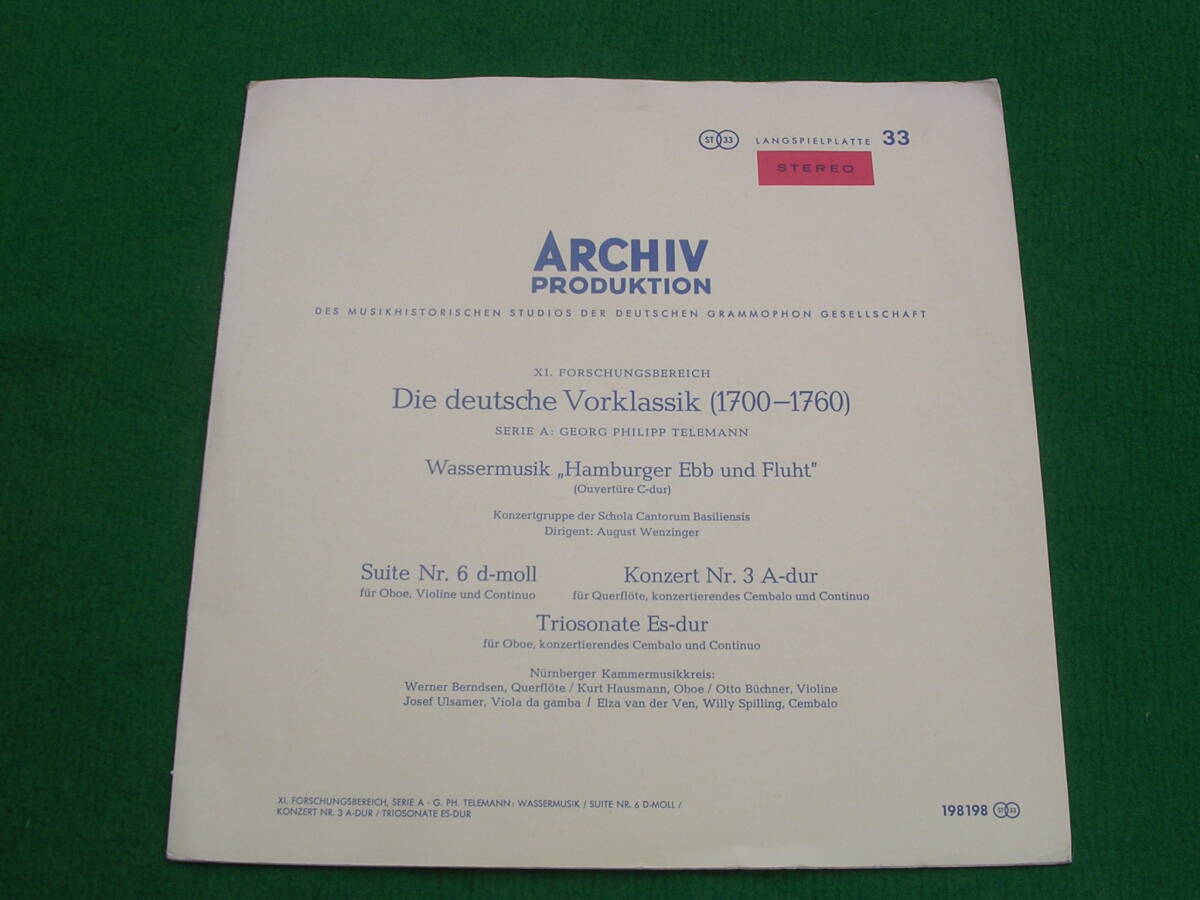 ST 33 LANGSPIELPLATTE 33
STEREO
ARCHIV
PRODUKTION
DES MUSIKHISTORISCHEN STUDIOS DER DEUTSCHEN GRAMMOPHON GESELLSCHAFT
XI. FORSCHUNGSBEREICH
Die deutsche Vorklassik (1700–1760)
SERIE A: GEORG PHILIPP TELEMANN
Wassermusik „Hamburger Ebb und Fluht"
(Ouvertüre C-dur)
Konzertgruppe der Schola Cantorum Basiliensis
Dirigent: August Wenzinger
Suite Nr. 6 d-moll
für Oboe, Violine und Continuo
Konzert Nr. 3 A-dur
für Querflöte, konzertierendes Cembalo und Continuo
Triosonate Es-dur
für Oboe, konzertierendes Cembalo und Continuo
Nürnberger Kammermusikkreis:
Werner Berndsen, Querflöte / Kurt Hausmann, Oboe / Otto Büchner, Violine
Josef Ulsamer, Viola da gamba / Elza van der Ven, Willy Spilling, Cembalo
XI. FORSCHUNGSBEREICH, SERIE A - G. PH. TELEMANN: WASSERMUSIK / SUITE NR. 6 D-MOLL /
KONZERT NR. 3 A-DUR / TRIOSONATE ES-DUR
198198 ST 33